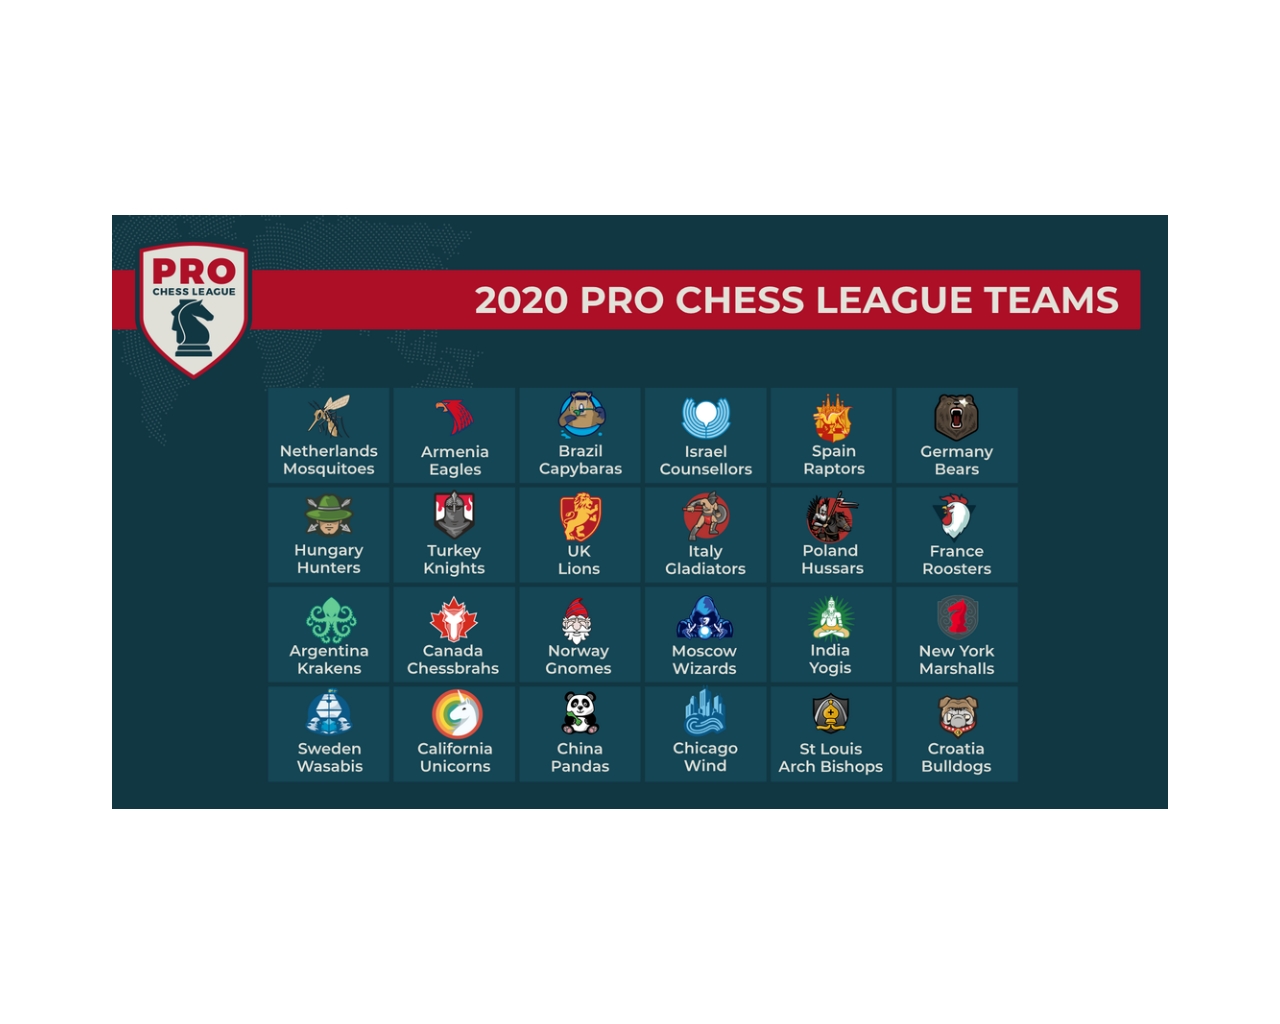 PRO
CHESS LEAGUE
2020 PRO CHESS LEAGUE TEAMS
Netherlands
Mosquitoes
Armenia
Eagles
Brazil
Capybaras
Israel
Counsellors
Spain
Raptors
Germany
Bears
Hungary
Hunters
Turkey
Knights
UK
Lions
Italy
Gladiators
Poland
Hussars
France
Roosters
Argentina
Krakens
Canada
Chessbrahs
Norway
Gnomes
Moscow
Wizards
India
Yogis
New York
Marshalls
Sweden
Wasabis
California
Unicorns
China
Pandas
Chicago
Wind
St Louis
Arch Bishops
Croatia
Bulldogs